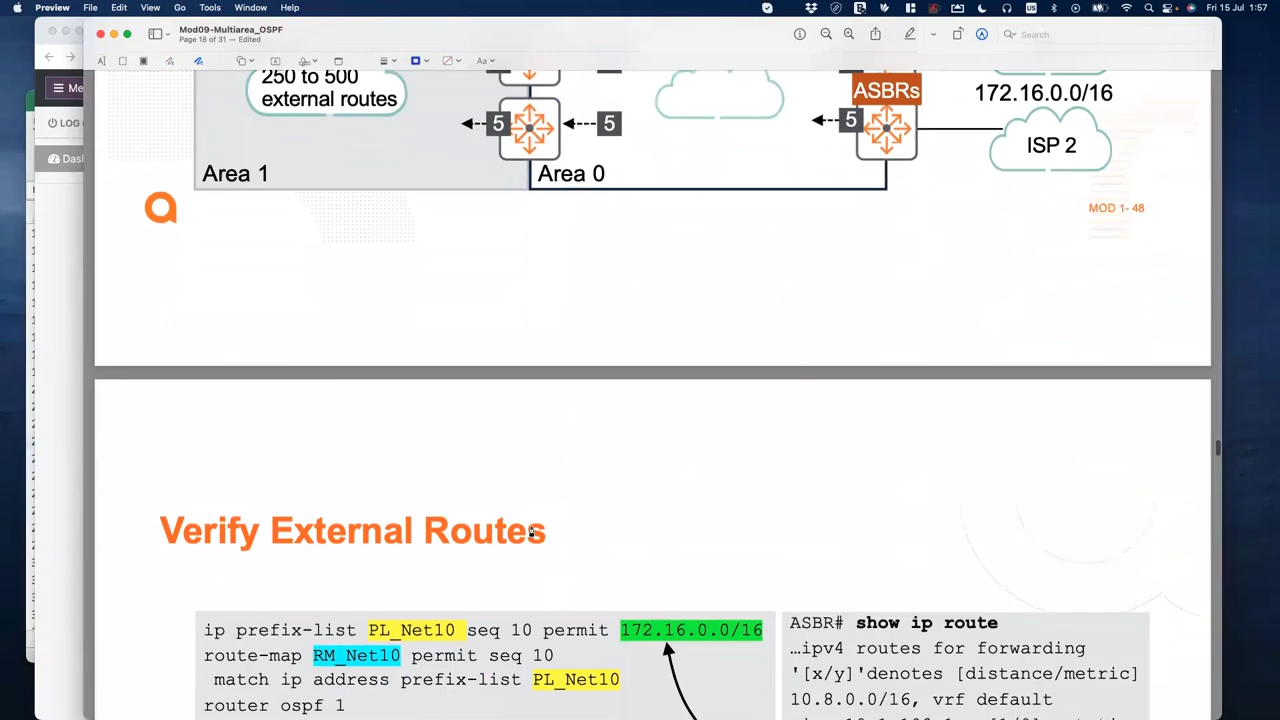 Preview File Edit View Go Tools Window Help
Fri 15 Jul 1:57
Mod09-Multiarea_OSPF
Page 18 of 31 – Edited
Search
Me
LOG
Dash
250 to 500
external routes
5
5
5
ASBRs
172.16.0.0/16
ISP 2
Area 1
Area 0
MOD 1- 48
Verify External Routes
ip prefix-list PL_Net10 seq 10 permit 172.16.0.0/16
route-map RM_Net10 permit seq 10
match ip address prefix-list PL_Net10
router ospf 1
ASBR# show ip route
…ipv4 routes for forwarding
'[x/y]'denotes [distance/metric]
10.8.0.0/16, vrf default